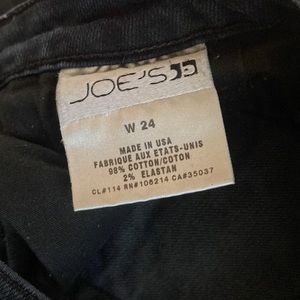 JOE'S
W 24
MADE IN USA
FABRIQUE AUX ETATS-UNIS
98% COTTON/COTON
2% ELASTAN
CL#114 RN#106214 CA#35037